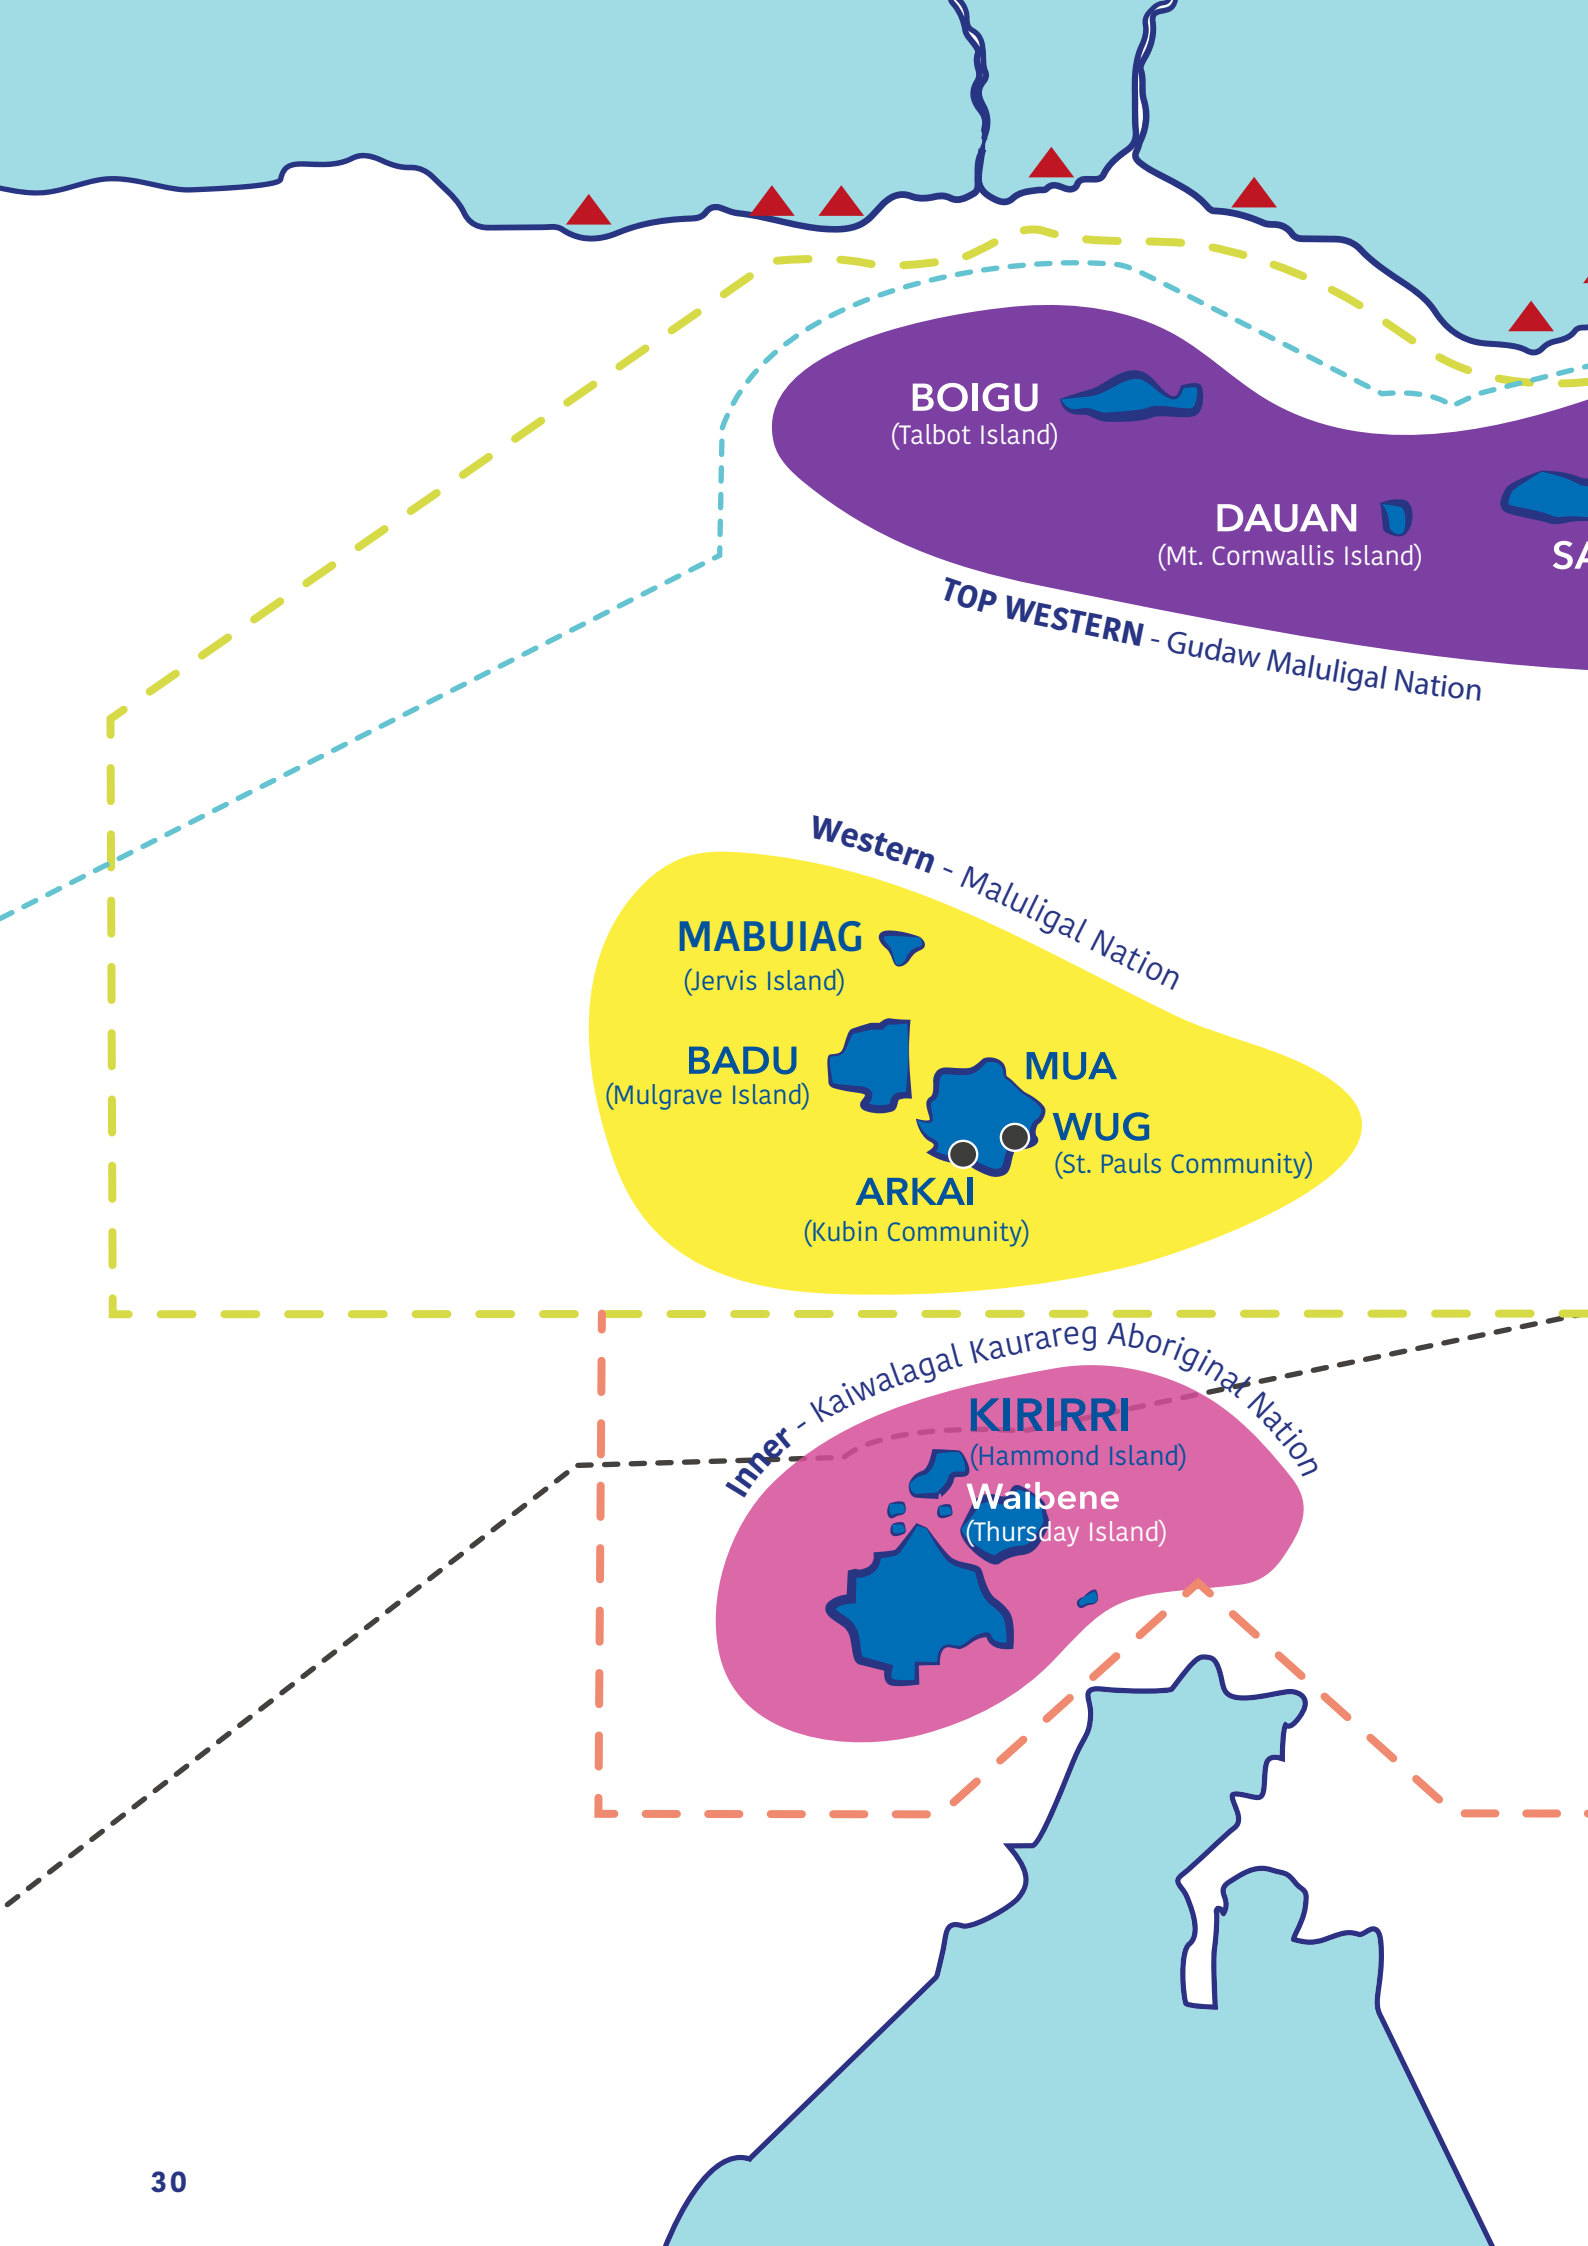 BOIGU
(Talbot Island)
DAUAN
(Mt. Cornwallis Island)
SA
TOP WESTERN - Gudaw Maluligal Nation
Western - Maluligal Nation
MABUIAG
(Jervis Island)
BADU
(Mulgrave Island)
MUA
WUG
(St. Pauls Community)
ARKAI
(Kubin Community)
Inner - Kaiwalagal Kaurareg Aboriginal Nation
KIRIRRI
(Hammond Island)
Waibene
(Thursday Island)
30